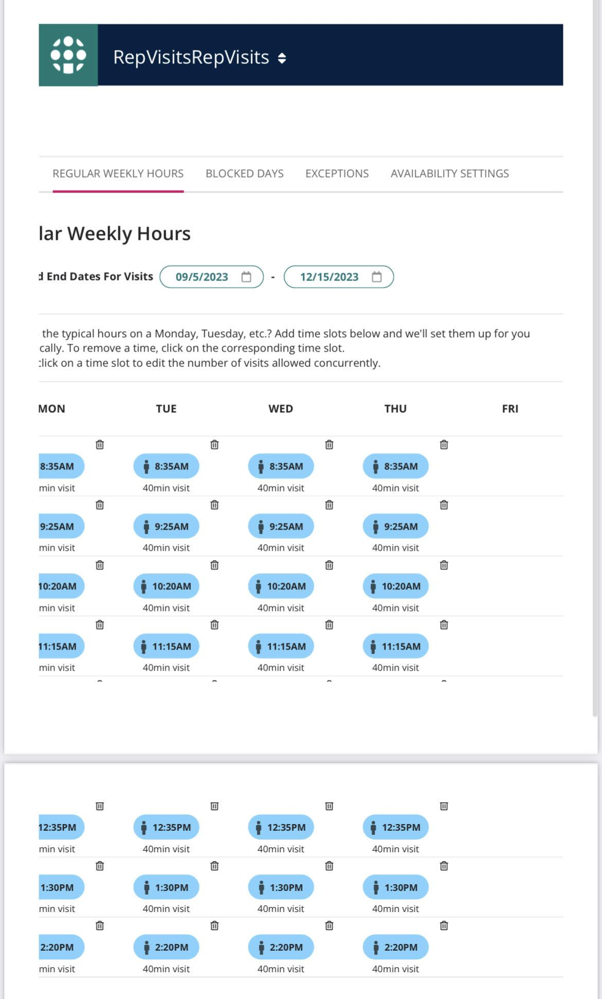 RepVisitsRepVisits
REGULAR WEEKLY HOURS BLOCKED DAYS EXCEPTIONS AVAILABILITY SETTINGS
lar Weekly Hours
d End Dates For Visits 09/5/2023 - 12/15/2023
the typical hours on a Monday, Tuesday, etc.? Add time slots below and we'll set them up for you
cally. To remove a time, click on the corresponding time slot.
click on a time slot to edit the number of visits allowed concurrently.
MON TUE WED THU FRI
8:35AM 8:35AM 8:35AM 8:35AM
min visit 40min visit 40min visit 40min visit
9:25AM 9:25AM 9:25AM 9:25AM
min visit 40min visit 40min visit 40min visit
10:20AM 10:20AM 10:20AM 10:20AM
min visit 40min visit 40min visit 40min visit
11:15AM 11:15AM 11:15AM 11:15AM
min visit 40min visit 40min visit 40min visit
12:35PM 12:35PM 12:35PM 12:35PM
min visit 40min visit 40min visit 40min visit
1:30PM 1:30PM 1:30PM 1:30PM
min visit 40min visit 40min visit 40min visit
2:20PM 2:20PM 2:20PM 2:20PM
min visit 40min visit 40min visit 40min visit